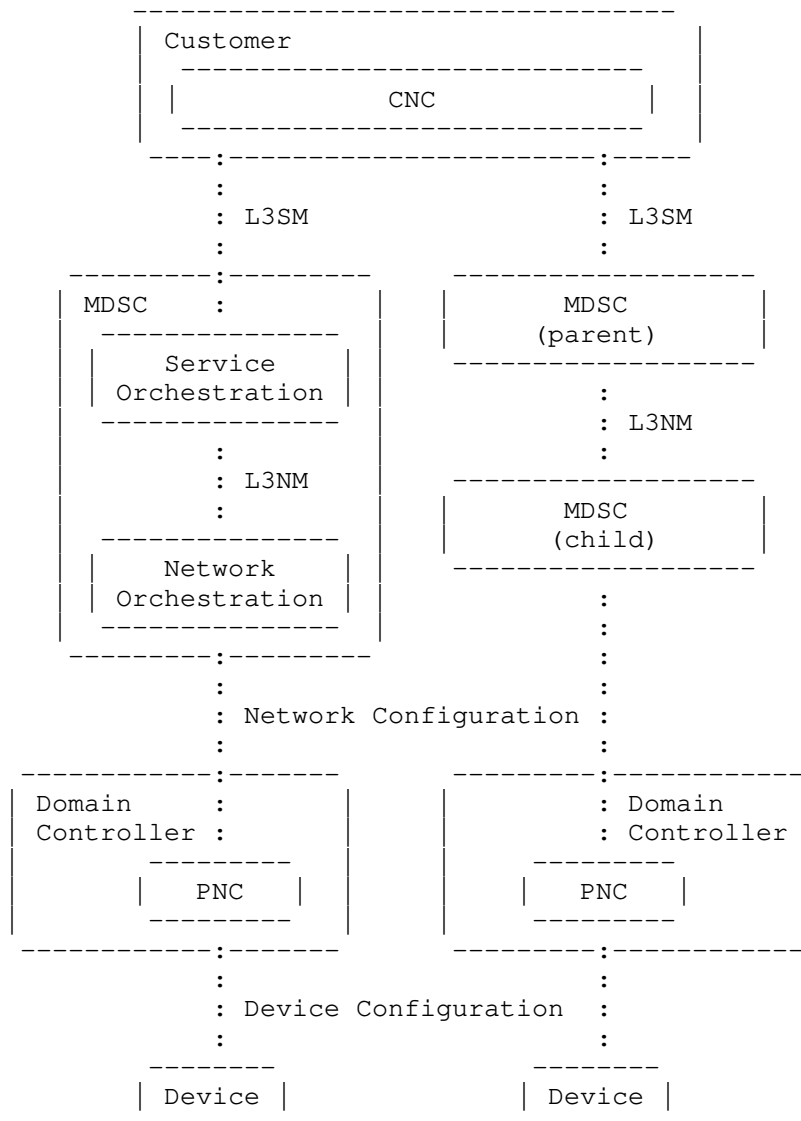 Customer
CNC
: L3SM : L3SM
MDSC : MDSC
(parent)
Service
Orchestration :
: : L3NM
: L3NM
MDSC
(child)
Network
Orchestration :
: Network Configuration :
Domain : : Domain
Controller : : Controller
PNC PNC
: Device Configuration :
Device Device